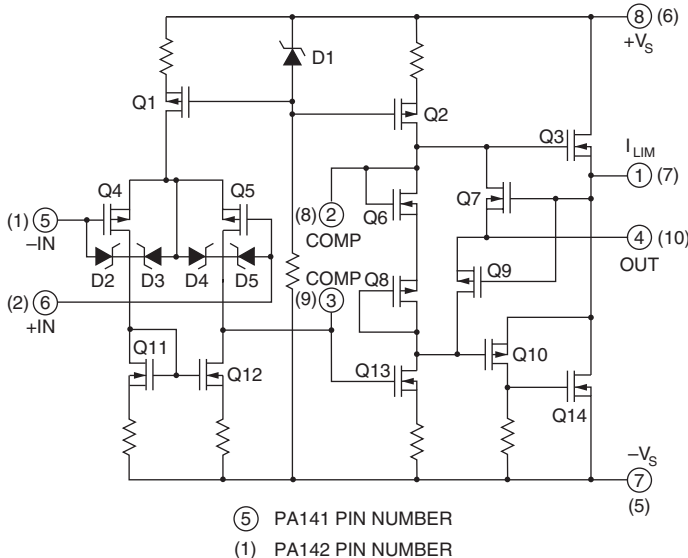 8 (6)
+VS
D1
Q1
Q2
Q3
ILIM
1 (7)
Q4
Q5
Q7
(1) 5
–IN
(8) 2
COMP
Q6
4 (10)
OUT
D2 D3 D4 D5
COMP
(9) 3
Q8
Q9
(2) 6
+IN
Q11
Q12
Q13
Q10
Q14
–VS
7
(5)
5 PA141 PIN NUMBER
(1) PA142 PIN NUMBER